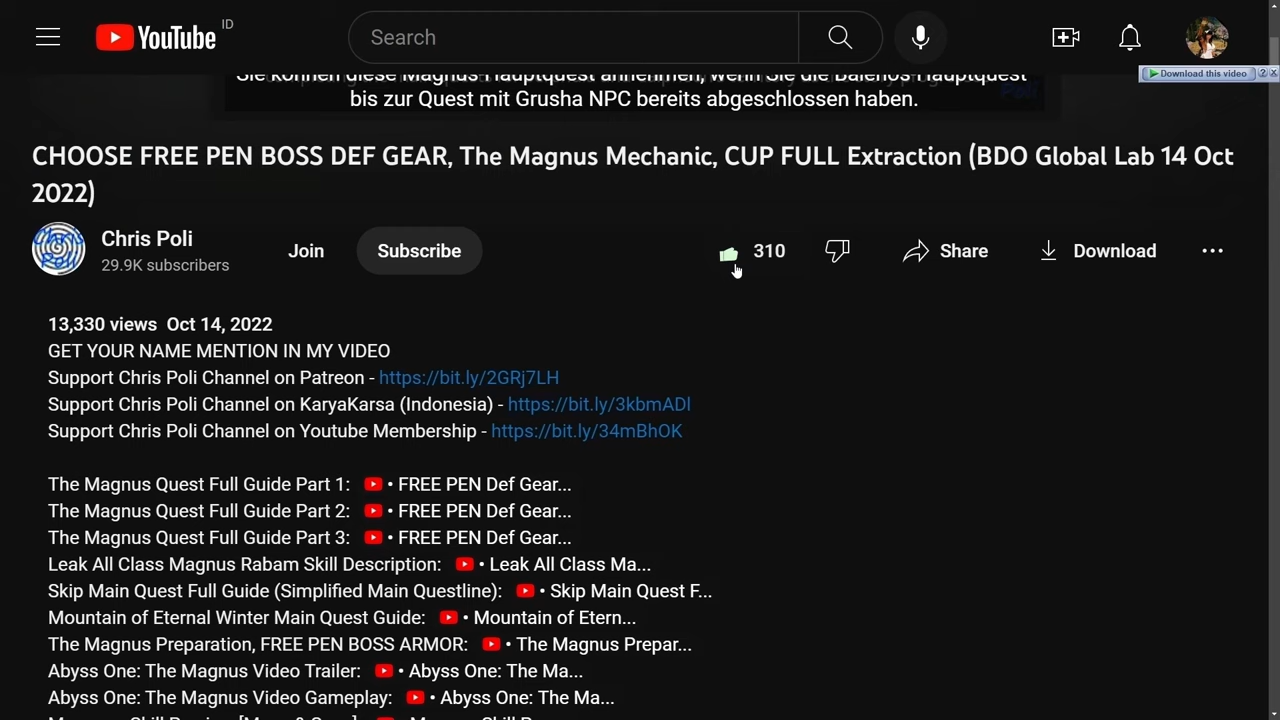 YouTube ID
Search
Download this video ? x
Sie können diese Magnus-Hauptquest annehmen, wenn Sie die Balenos-Hauptquest
bis zur Quest mit Grusha NPC bereits abgeschlossen haben.
CHOOSE FREE PEN BOSS DEF GEAR, The Magnus Mechanic, CUP FULL Extraction (BDO Global Lab 14 Oct
2022)
Chris Poli
29.9K subscribers
Join
Subscribe
310
Share
Download
13,330 views Oct 14, 2022
GET YOUR NAME MENTION IN MY VIDEO
Support Chris Poli Channel on Patreon - https://bit.ly/2GRj7LH
Support Chris Poli Channel on KaryaKarsa (Indonesia) - https://bit.ly/3kbmADl
Support Chris Poli Channel on Youtube Membership - https://bit.ly/34mBhOK
The Magnus Quest Full Guide Part 1: • FREE PEN Def Gear...
The Magnus Quest Full Guide Part 2: • FREE PEN Def Gear...
The Magnus Quest Full Guide Part 3: • FREE PEN Def Gear...
Leak All Class Magnus Rabam Skill Description: • Leak All Class Ma...
Skip Main Quest Full Guide (Simplified Main Questline): • Skip Main Quest F...
Mountain of Eternal Winter Main Quest Guide: • Mountain of Etern...
The Magnus Preparation, FREE PEN BOSS ARMOR: • The Magnus Prepar...
Abyss One: The Magnus Video Trailer: • Abyss One: The Ma...
Abyss One: The Magnus Video Gameplay: • Abyss One: The Ma...